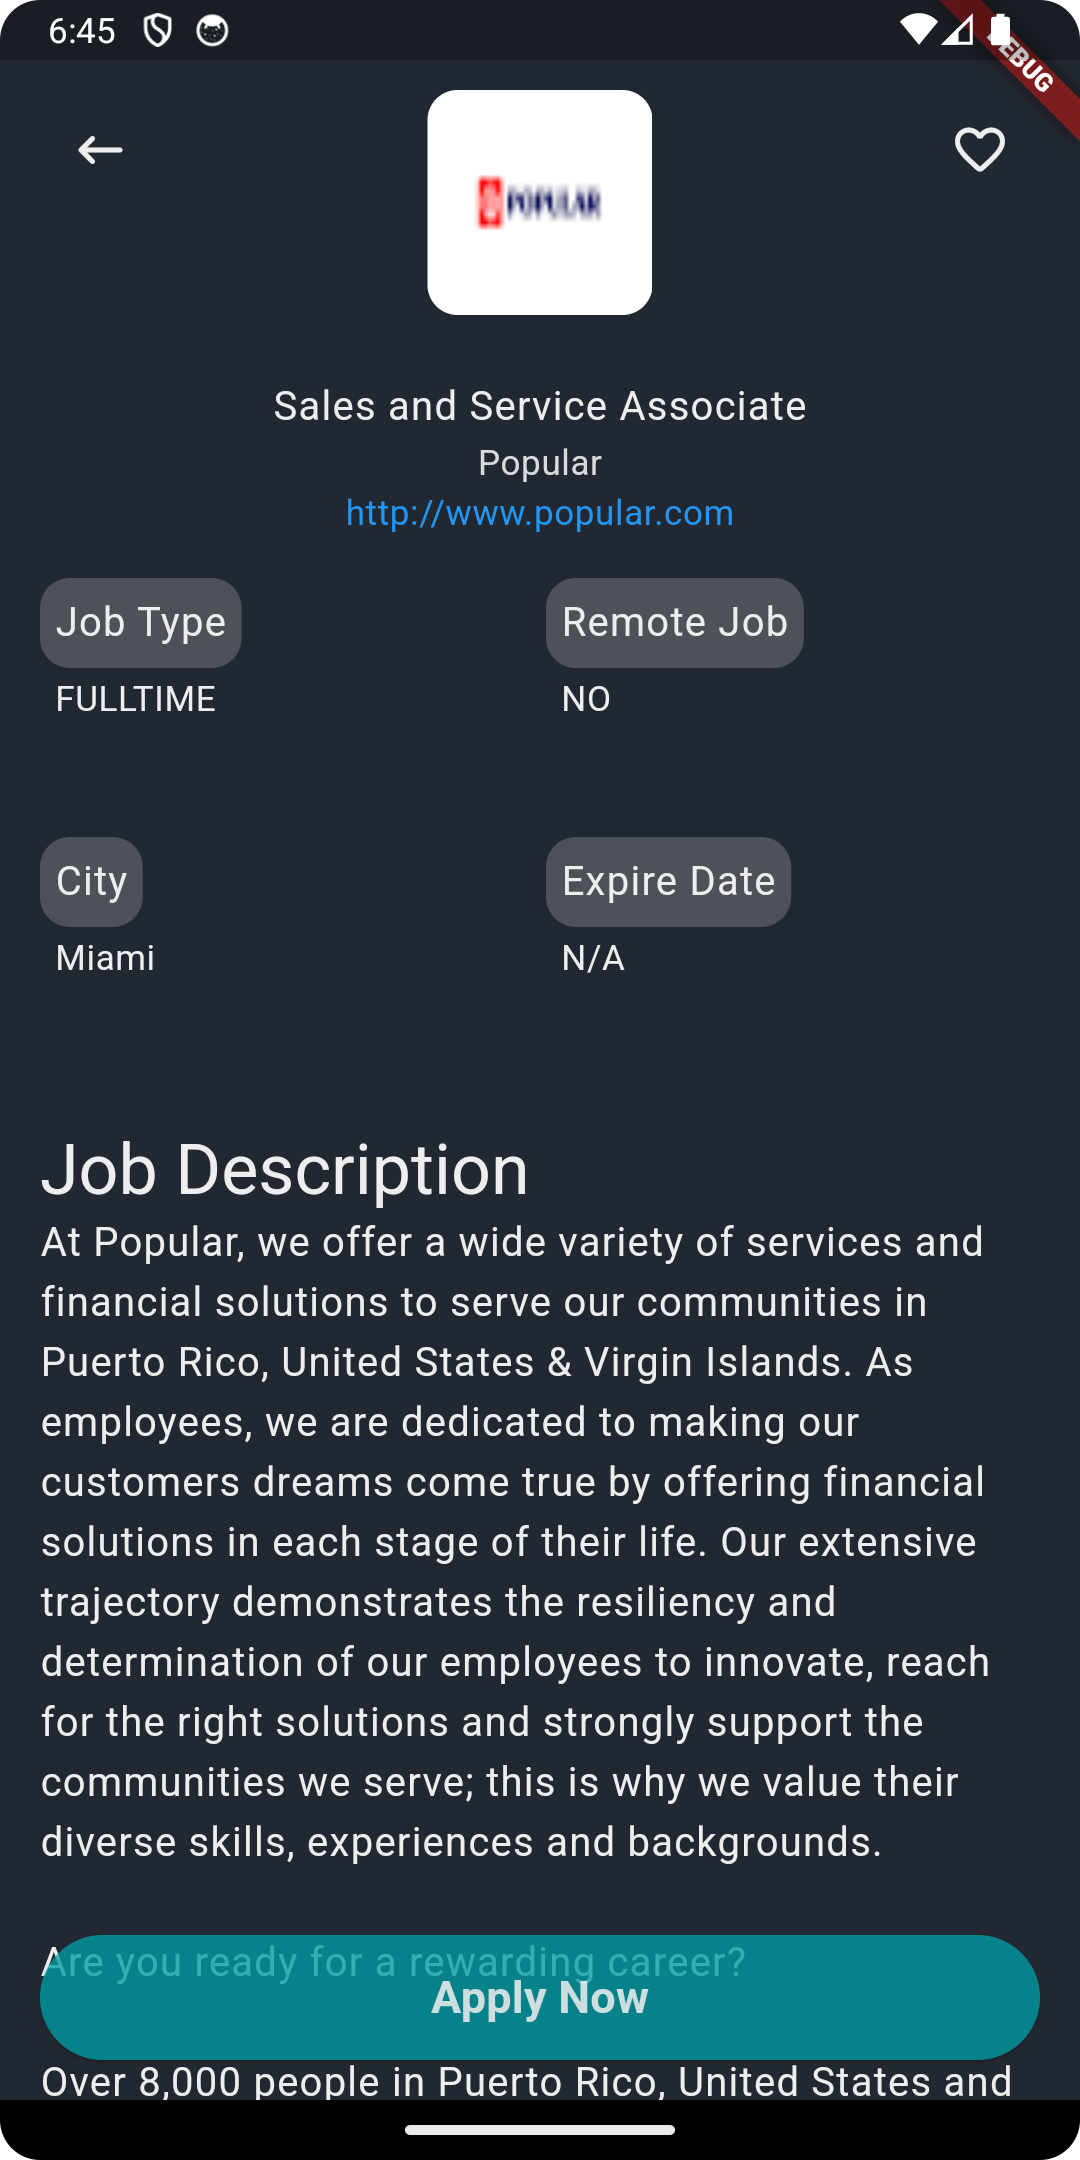 6:45
DEBUG
POPULAR
Sales and Service Associate
Popular
http://www.popular.com
Job Type
Remote Job
FULLTIME
NO
City
Expire Date
Miami
N/A
Job Description
At Popular, we offer a wide variety of services and
financial solutions to serve our communities in
Puerto Rico, United States & Virgin Islands. As
employees, we are dedicated to making our
customers dreams come true by offering financial
solutions in each stage of their life. Our extensive
trajectory demonstrates the resiliency and
determination of our employees to innovate, reach
for the right solutions and strongly support the
communities we serve; this is why we value their
diverse skills, experiences and backgrounds.
Are you ready for a rewarding career?
Apply Now
Over 8,000 people in Puerto Rico, United States and